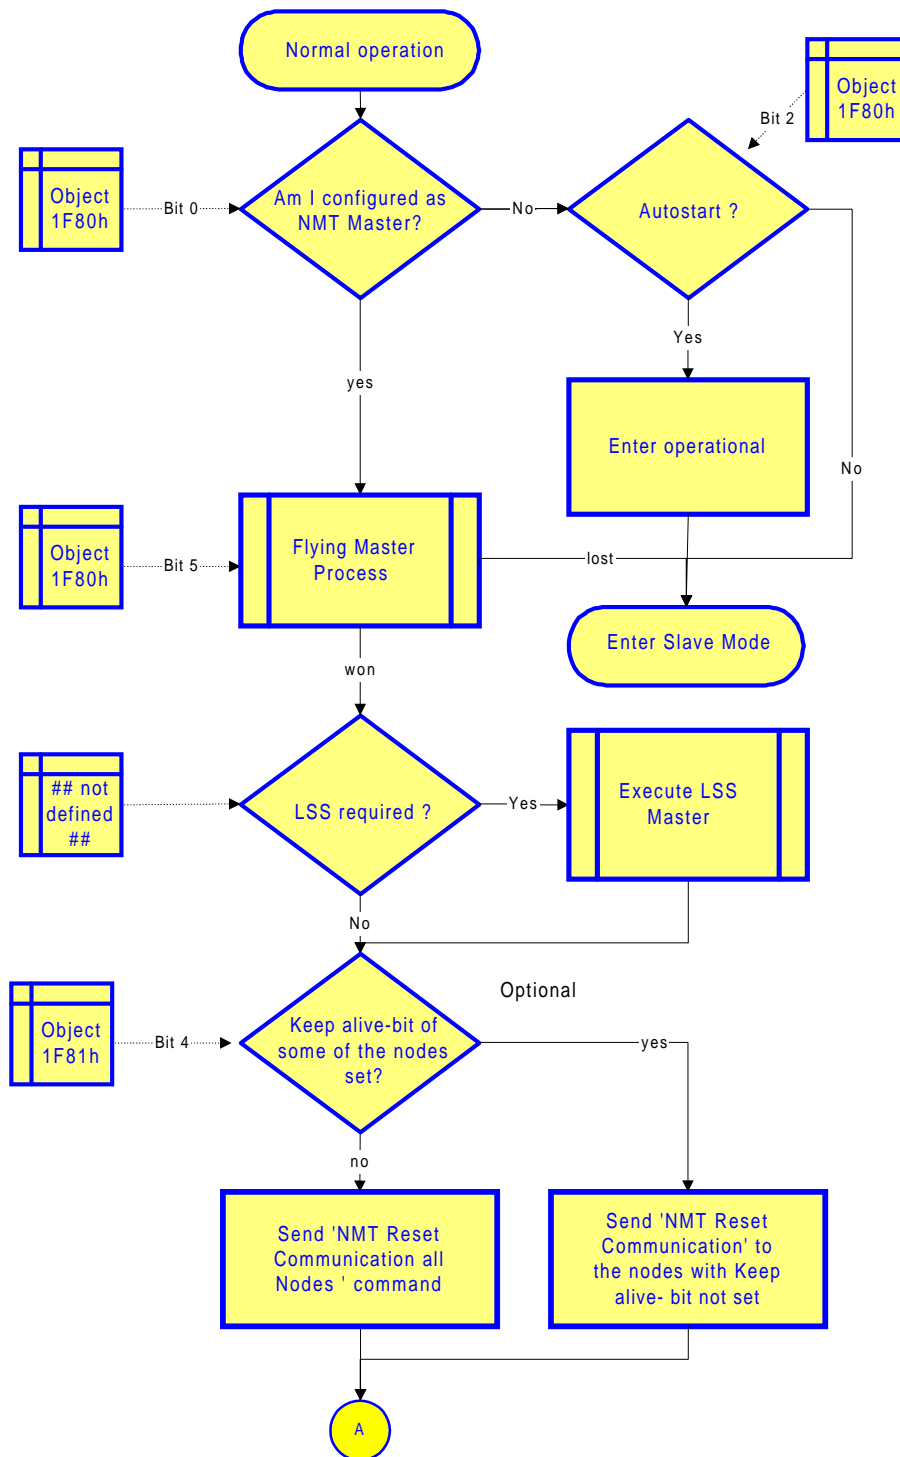 Normal operation
Object
1F80h
Bit 2
Object
1F80h
Bit 0
Am I configured as
NMT Master?
No
Autostart ?
Yes
yes
Enter operational
No
Object
1F80h
Bit 5
Flying Master
Process
lost
Enter Slave Mode
won
## not
defined
##
LSS required ?
Yes
Execute LSS
Master
No
Optional
Object
1F81h
Bit 4
Keep alive-bit of
some of the nodes
set?
yes
no
Send 'NMT Reset
Communication all
Nodes ' command
Send 'NMT Reset
Communication' to
the nodes with Keep
alive- bit not set
A